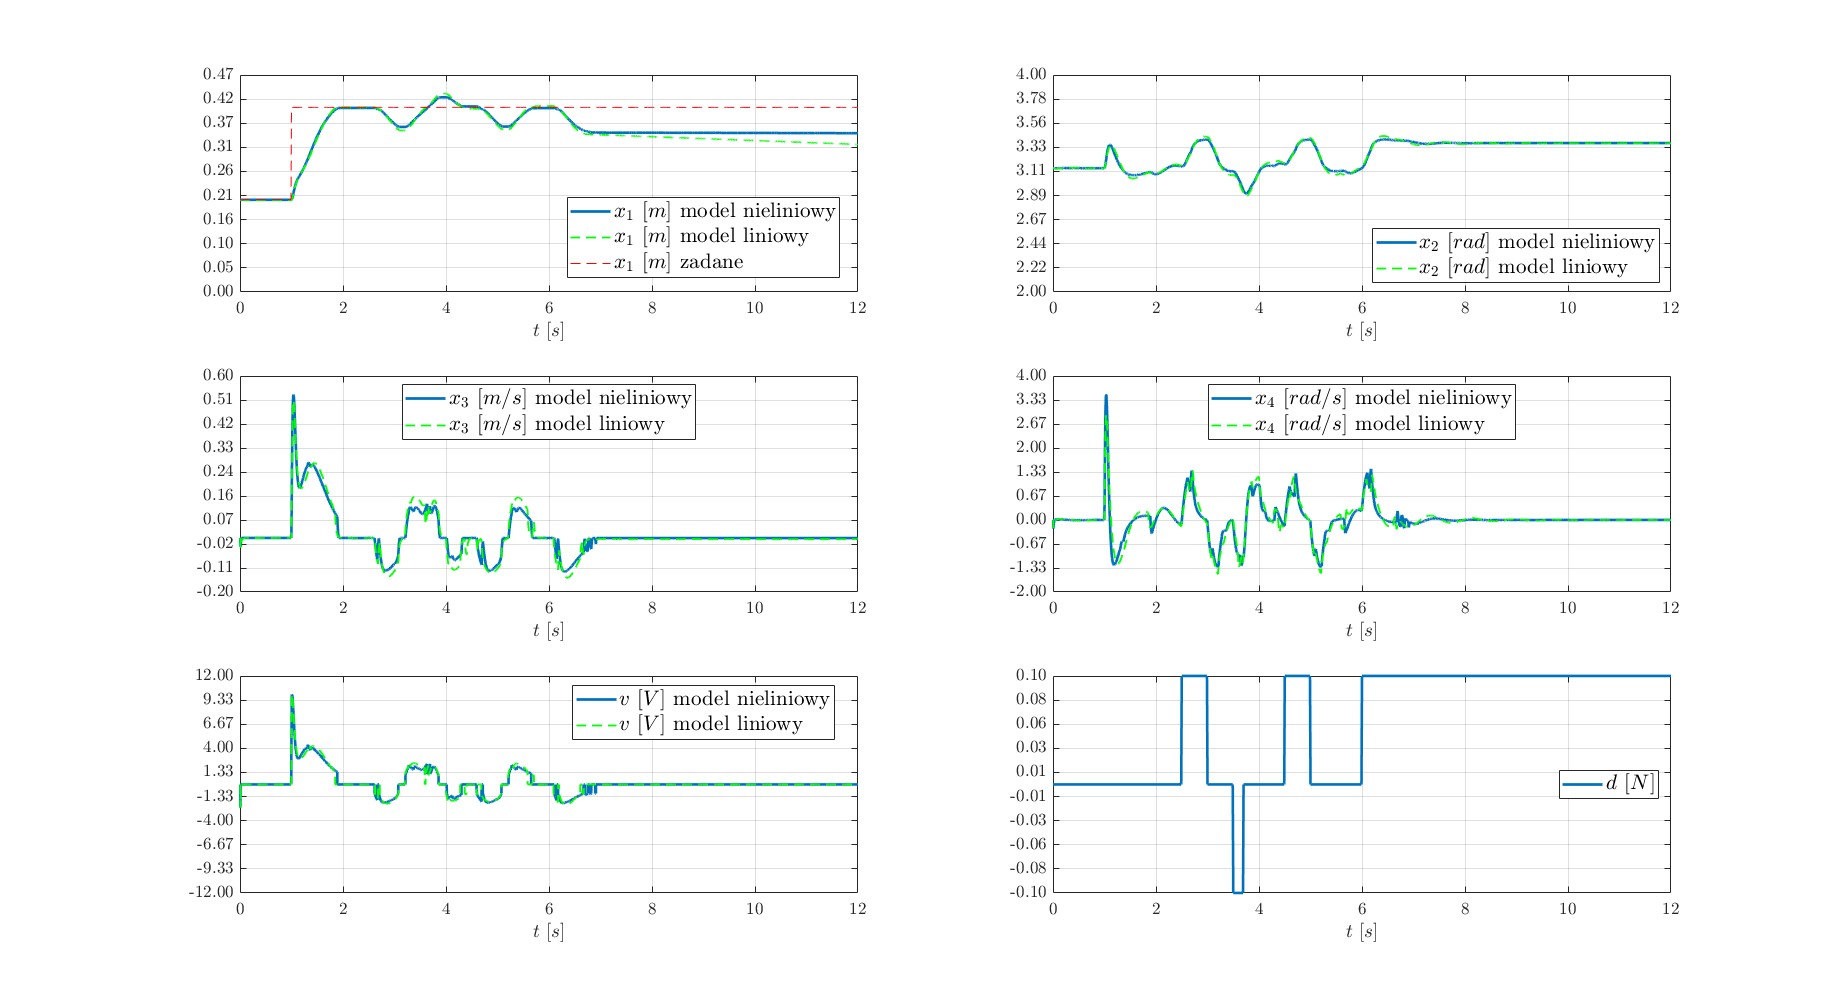 0.47
0.42
0.37
0.31
0.26
0.21
0.16
0.10
0.05
0.00
0 2 4 6 8 10 12
t [s]
x₁ [m] model nieliniowy
x₁ [m] model liniowy
x₁ [m] zadane
4.00
3.78
3.56
3.33
3.11
2.89
2.67
2.44
2.22
2.00
0 2 4 6 8 10 12
t [s]
x₂ [rad] model nieliniowy
x₂ [rad] model liniowy
0.60
0.51
0.42
0.33
0.24
0.16
0.07
-0.02
-0.11
-0.20
0 2 4 6 8 10 12
t [s]
x₃ [m/s] model nieliniowy
x₃ [m/s] model liniowy
4.00
3.33
2.67
2.00
1.33
0.67
0.00
-0.67
-1.33
-2.00
0 2 4 6 8 10 12
t [s]
x₄ [rad/s] model nieliniowy
x₄ [rad/s] model liniowy
12.00
9.33
6.67
4.00
1.33
-1.33
-4.00
-6.67
-9.33
-12.00
0 2 4 6 8 10 12
t [s]
v [V] model nieliniowy
v [V] model liniowy
0.10
0.08
0.06
0.03
0.01
-0.01
-0.03
-0.06
-0.08
-0.10
0 2 4 6 8 10 12
t [s]
d [N]